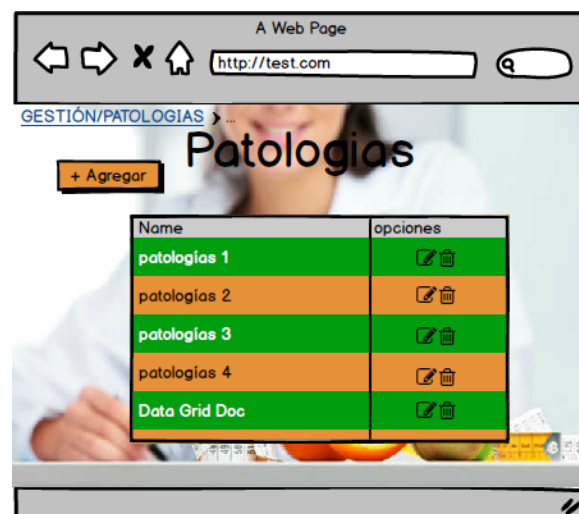 A Web Page
http://test.com
GESTIÓN/PATOLOGIAS > ...
Patologias
+ Agregar
Name opciones
patologías 1
patologías 2
patologías 3
patologías 4
Data Grid Doc